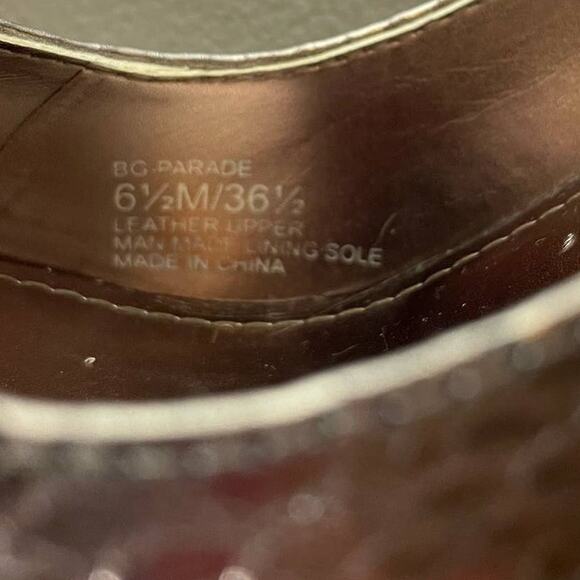 BG-PARADE
6½M/36½
LEATHER UPPER
MAN MADE LINING·SOLE
MADE IN CHINA